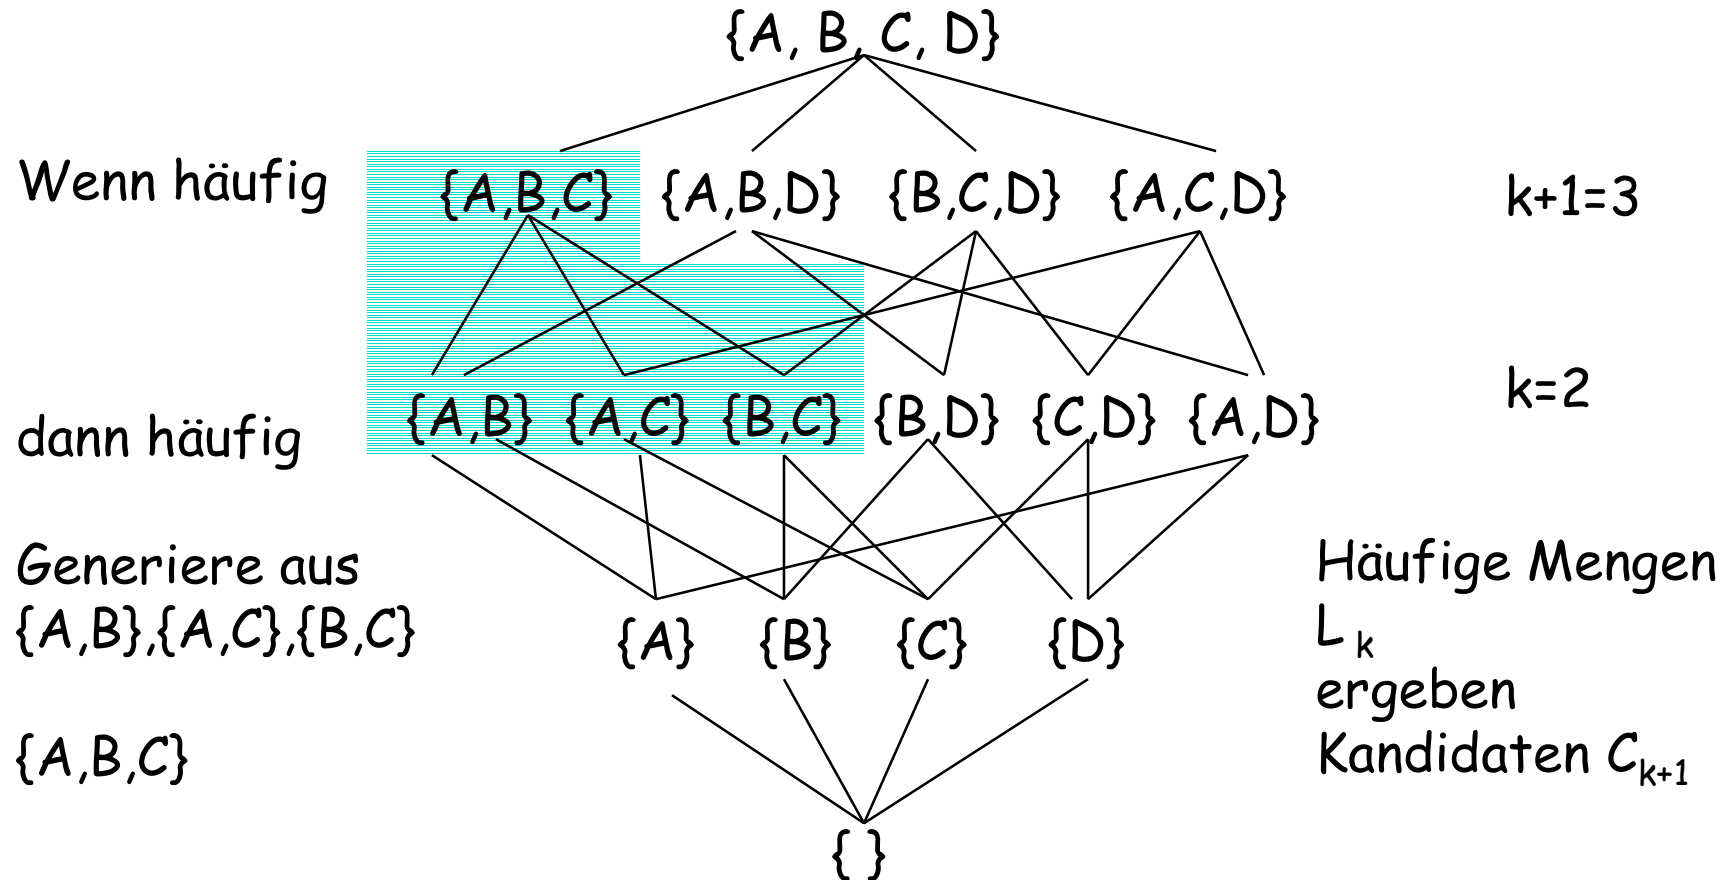 {A, B, C, D}
Wenn häufig {A,B,C} {A,B,D} {B,C,D} {A,C,D} k+1=3
k=2
dann häufig {A,B} {A,C} {B,C} {B,D} {C,D} {A,D}
Generiere aus
{A,B},{A,C},{B,C}
{A,B,C}
{A} {B} {C} {D}
{ }
Häufige Mengen
L k
ergeben
Kandidaten Ck+1